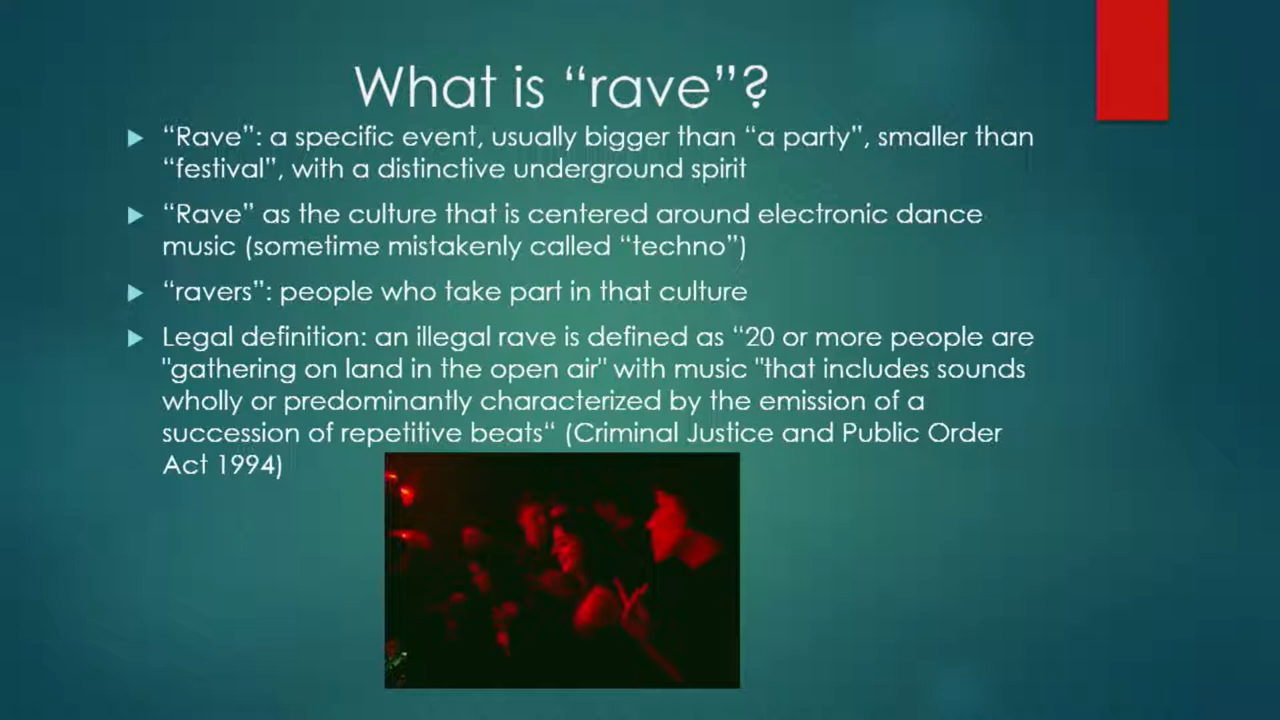 What is “rave”?
“Rave”: a specific event, usually bigger than “a party”, smaller than
“festival”, with a distinctive underground spirit
“Rave” as the culture that is centered around electronic dance
music (sometime mistakenly called “techno”)
“ravers”: people who take part in that culture
Legal definition: an illegal rave is defined as “20 or more people are
"gathering on land in the open air" with music "that includes sounds
wholly or predominantly characterized by the emission of a
succession of repetitive beats“ (Criminal Justice and Public Order
Act 1994)